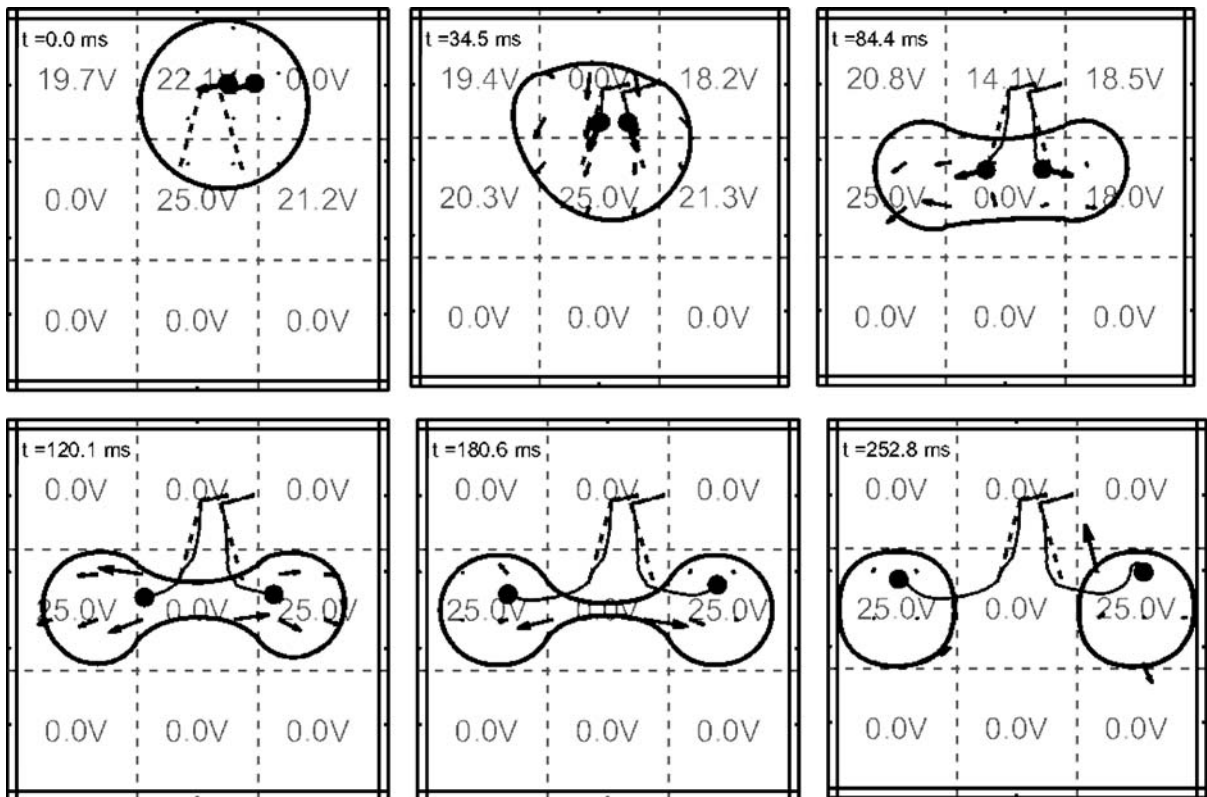 t =0.0 ms
19.7V 22.1V 0.0V
0.0V 25.0V 21.2V
0.0V 0.0V 0.0V
t =34.5 ms
19.4V 0.0V 18.2V
20.3V 25.0V 21.3V
0.0V 0.0V 0.0V
t =84.4 ms
20.8V 14.1V 18.5V
25.0V 0.0V 18.0V
0.0V 0.0V 0.0V
t =120.1 ms
0.0V 0.0V 0.0V
25.0V 0.0V 25.0V
0.0V 0.0V 0.0V
t =180.6 ms
0.0V 0.0V 0.0V
25.0V 0.0V 25.0V
0.0V 0.0V 0.0V
t =252.8 ms
0.0V 0.0V 0.0V
25.0V 0.0V 25.0V
0.0V 0.0V 0.0V